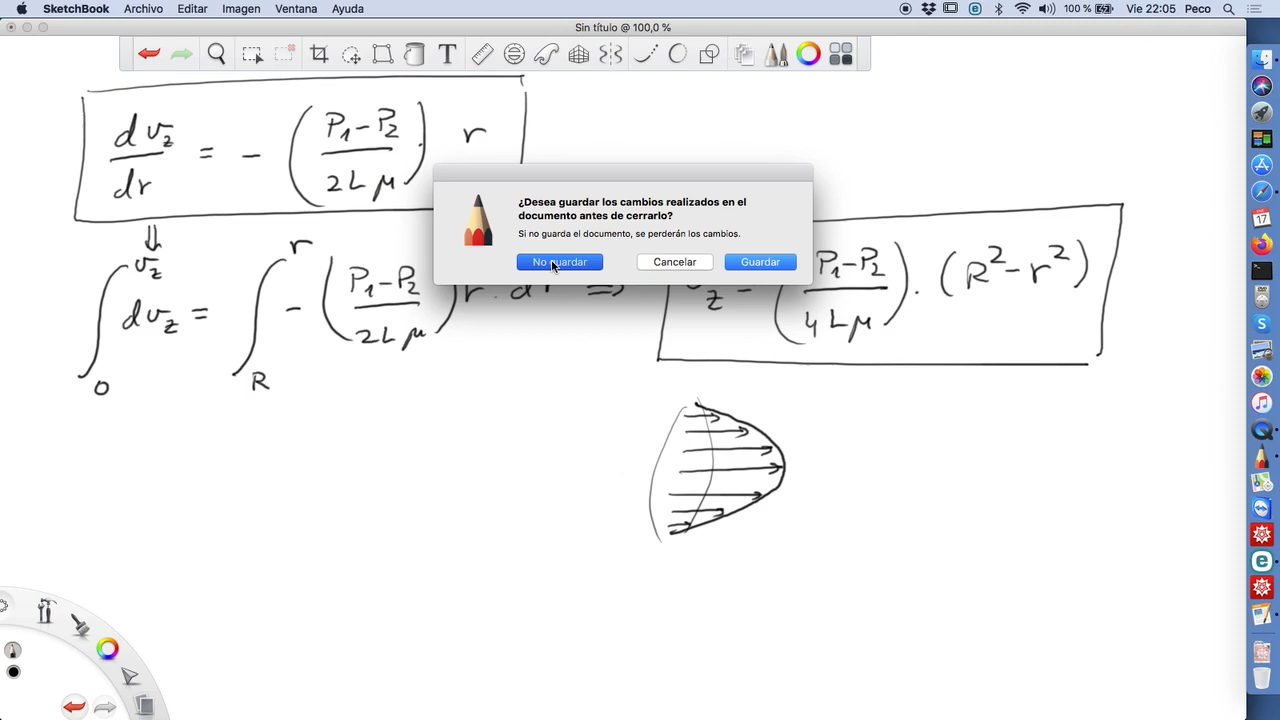 SketchBook Archivo Editar Imagen Ventana Ayuda 100 % Vie 22:05 Peco
Sin título @ 100,0 %
T
d v_z / dr = - (P₁-P₂ / 2Lμ) · r
¿Desea guardar los cambios realizados en el
documento antes de cerrarlo?
Si no guarda el documento, se perderán los cambios.
No guardar Cancelar Guardar
⇓
∫₀^{v_z} dv_z = ∫_R^r - (P₁-P₂ / 2Lμ) r · dr ⇒ v_z = (P₁-P₂ / 4Lμ) · (R²-r²)
17